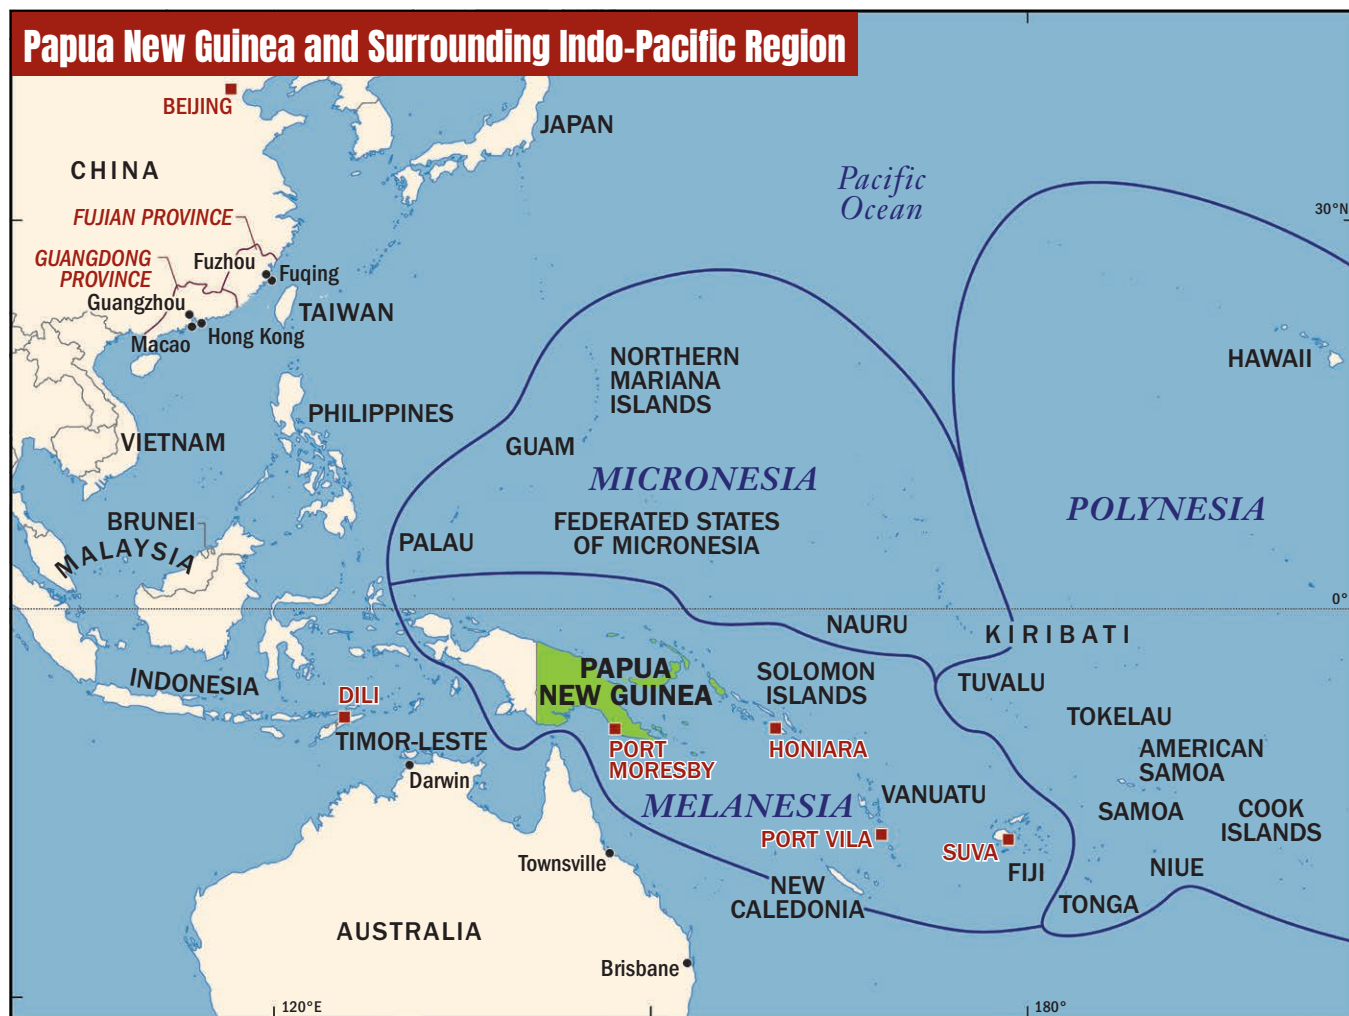 Papua New Guinea and Surrounding Indo-Pacific Region
BEIJING
JAPAN
CHINA
Pacific
Ocean
FUJIAN PROVINCE
30°N
GUANGDONG
PROVINCE
Fuzhou
Fuqing
Guangzhou
TAIWAN
Macao
Hong Kong
NORTHERN
MARIANA
ISLANDS
HAWAII
PHILIPPINES
VIETNAM
GUAM
MICRONESIA
POLYNESIA
BRUNEI
FEDERATED STATES
OF MICRONESIA
PALAU
MALAYSIA
0°
NAURU
KIRIBATI
PAPUA
NEW GUINEA
SOLOMON
ISLANDS
INDONESIA
TUVALU
DILI
TOKELAU
TIMOR-LESTE
PORT
MORESBY
HONIARA
AMERICAN
SAMOA
Darwin
MELANESIA
VANUATU
SAMOA
COOK
ISLANDS
PORT VILA
SUVA
Townsville
FIJI
NIUE
NEW
CALEDONIA
TONGA
AUSTRALIA
Brisbane
120°E
180°